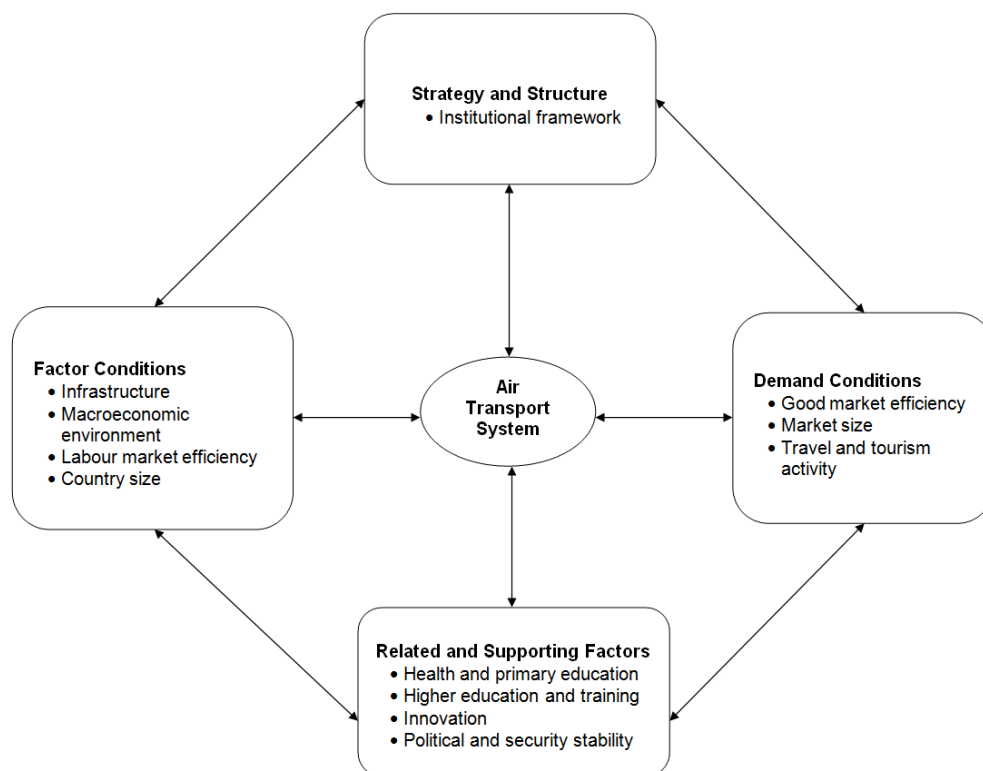 Strategy and Structure
• Institutional framework
Factor Conditions
• Infrastructure
• Macroeconomic
environment
• Labour market efficiency
• Country size
Air
Transport
System
Demand Conditions
• Good market efficiency
• Market size
• Travel and tourism
activity
Related and Supporting Factors
• Health and primary education
• Higher education and training
• Innovation
• Political and security stability